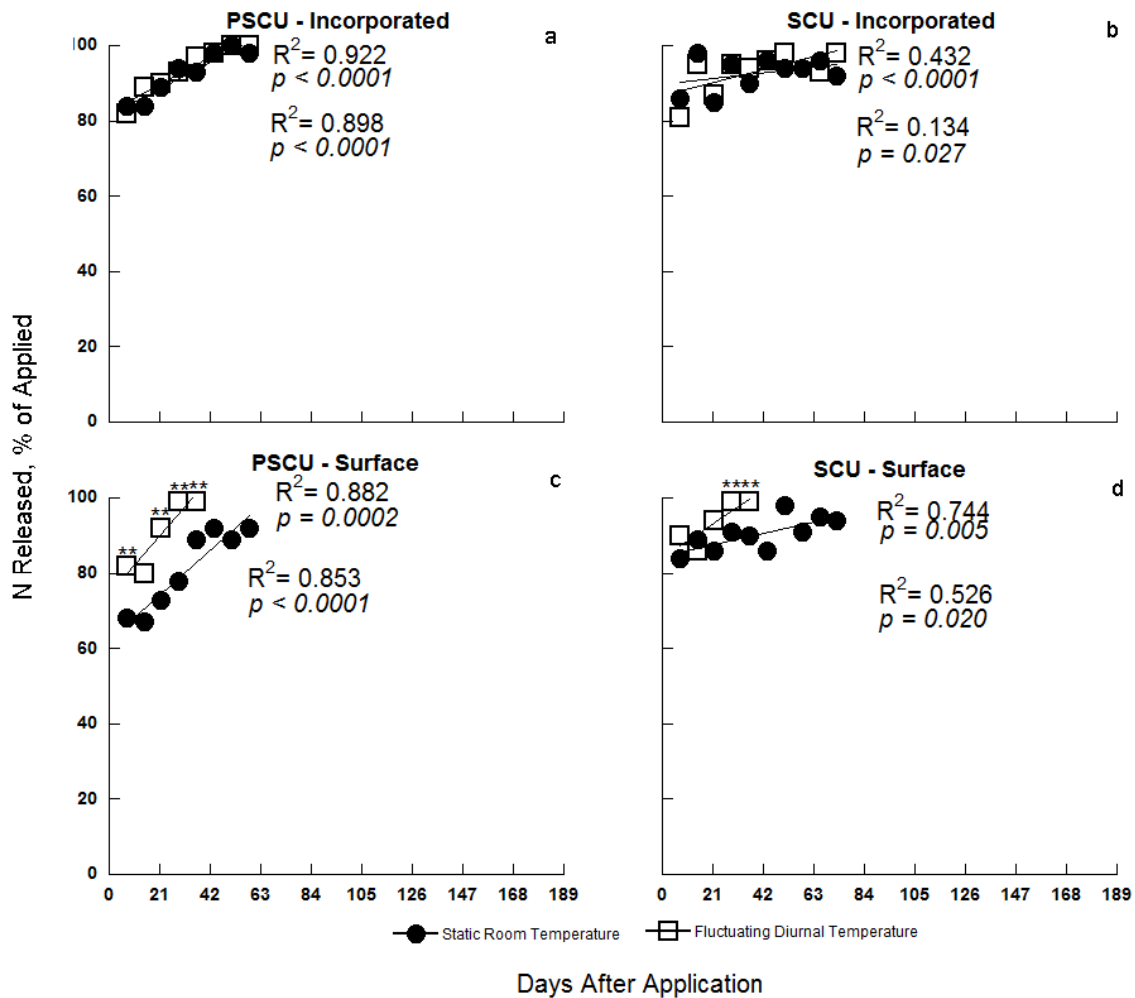 PSCU - Incorporated
a
100
80
60
40
20
0
R2= 0.922
p < 0.0001
R2= 0.898
p < 0.0001
SCU - Incorporated
b
R2= 0.432
p < 0.0001
R2= 0.134
p = 0.027
N Released, % of Applied
PSCU - Surface
c
100
80
60
40
20
0
** ** ****
R2= 0.882
p = 0.0002
R2= 0.853
p < 0.0001
0 21 42 63 84 105 126 147 168 189
SCU - Surface
d
****
R2= 0.744
p = 0.005
R2= 0.526
p = 0.020
0 21 42 63 84 105 126 147 168 189
Static Room Temperature Fluctuating Diurnal Temperature
Days After Application